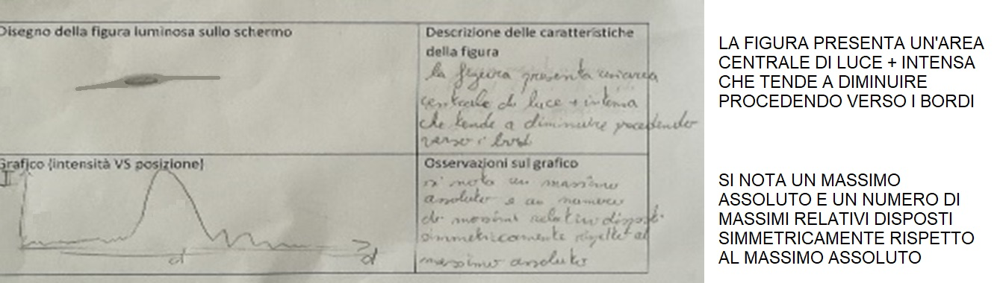 Disegno della figura luminosa sullo schermo
Descrizione delle caratteristiche
della figura
la figura presenta un'area
centrale di luce + intensa
che tende a diminuire procedendo
verso i bordi
LA FIGURA PRESENTA UN'AREA
CENTRALE DI LUCE + INTENSA
CHE TENDE A DIMINUIRE
PROCEDENDO VERSO I BORDI
Grafico (intensità VS posizione)
I
d
d
Osservazioni sul grafico
si nota un massimo
assoluto e un numero
di massimi relativi disposti
simmetricamente rispetto al
massimo assoluto
SI NOTA UN MASSIMO
ASSOLUTO E UN NUMERO DI
MASSIMI RELATIVI DISPOSTI
SIMMETRICAMENTE RISPETTO
AL MASSIMO ASSOLUTO